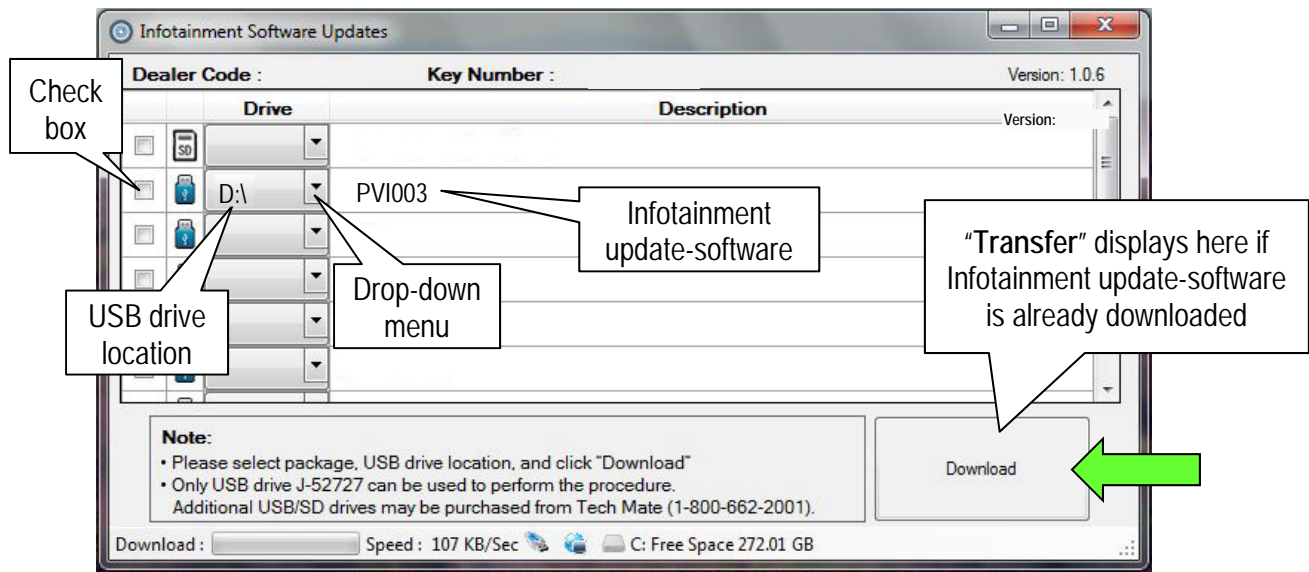 Infotainment Software Updates
Dealer Code :
Key Number :
Version: 1.0.6
Check
box
Drive
Description
Version:
SD
D:\
PVI003
Infotainment
update-software
"Transfer" displays here if
Infotainment update-software
is already downloaded
USB drive
location
Drop-down
menu
Note:
• Please select package, USB drive location, and click "Download"
• Only USB drive J-52727 can be used to perform the procedure.
Additional USB/SD drives may be purchased from Tech Mate (1-800-662-2001).
Download
Download :
Speed : 107 KB/Sec
C: Free Space 272.01 GB